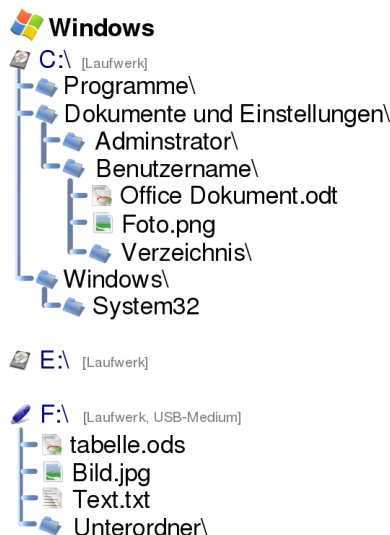 Windows
C:\ [Laufwerk]
Programme\
Dokumente und Einstellungen\
Adminstrator\
Benutzername\
Office Dokument.odt
Foto.png
Verzeichnis\
Windows\
System32
E:\ [Laufwerk]
F:\ [Laufwerk, USB-Medium]
tabelle.ods
Bild.jpg
Text.txt
Unterordner\